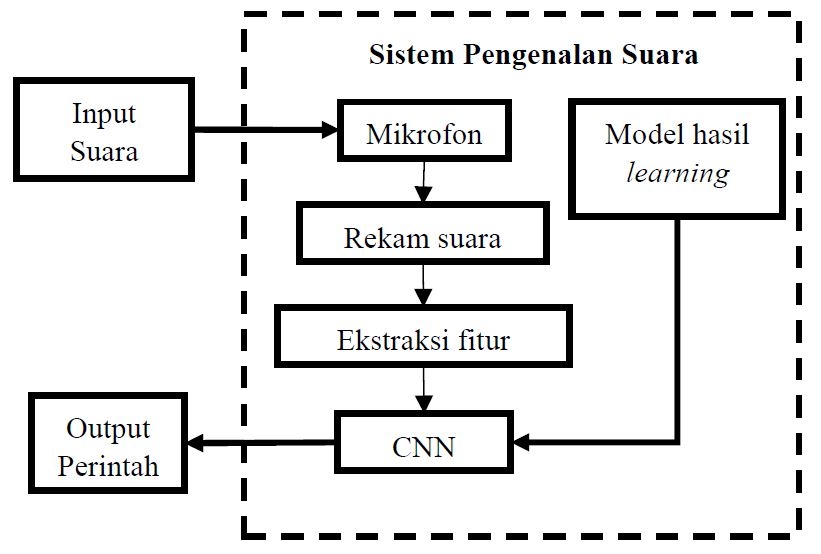 Sistem Pengenalan Suara
Input
Suara
Mikrofon
Model hasil
learning
Rekam suara
Ekstraksi fitur
CNN
Output
Perintah